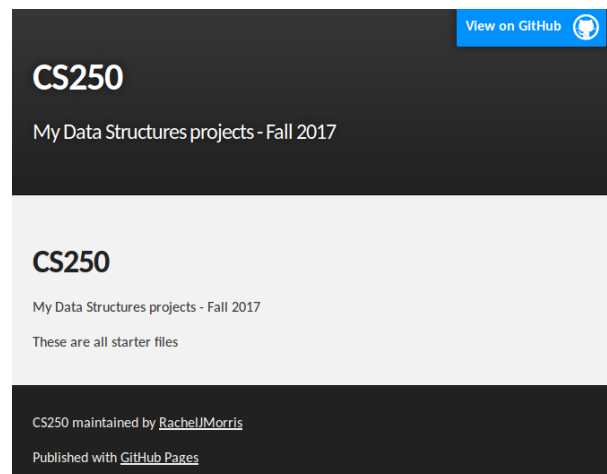 View on GitHub
CS250
My Data Structures projects - Fall 2017
CS250
My Data Structures projects - Fall 2017
These are all starter files
CS250 maintained by RachelJMorris
Published with GitHub Pages